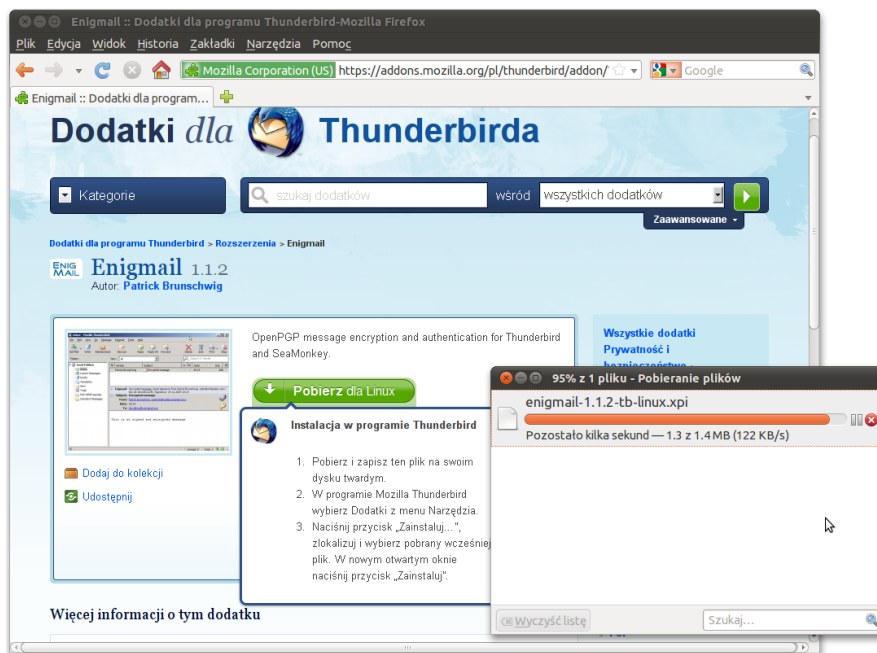 Enigmail :: Dodatki dla programu Thunderbird-Mozilla Firefox
Plik Edycja Widok Historia Zakładki Narzędzia Pomoc
Mozilla Corporation (US) https://addons.mozilla.org/pl/thunderbird/addon/ Google
Enigmail :: Dodatki dla program...
Dodatki dla Thunderbirda
Kategorie szukaj dodatków wśród wszystkich dodatków
Zaawansowane
Dodatki dla programu Thunderbird > Rozszerzenia > Enigmail
ENIG MAIL Enigmail 1.1.2
Autor: Patrick Brunschwig
OpenPGP message encryption and authentication for Thunderbird
and SeaMonkey.
Pobierz dla Linux
Instalacja w programie Thunderbird
1. Pobierz i zapisz ten plik na swoim
dysku twardym.
2. W programie Mozilla Thunderbird
wybierz Dodatki z menu Narzędzia.
3. Naciśnij przycisk „Zainstaluj...",
zlokalizuj i wybierz pobrany wcześniej
plik. W nowym otwartym oknie
naciśnij przycisk „Zainstaluj".
Dodaj do kolekcji
Udostępnij
Więcej informacji o tym dodatku
Wszystkie dodatki
Prywatność i
bezpieczeństwo
95% z 1 pliku - Pobieranie plików
enigmail-1.1.2-tb-linux.xpi
Pozostało kilka sekund — 1.3 z 1.4 MB (122 KB/s)
Wyczyść listę Szukaj...